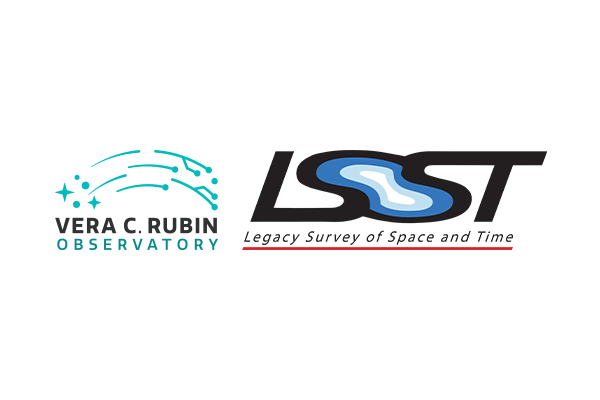 VERA C. RUBIN
OBSERVATORY
LSST
Legacy Survey of Space and Time